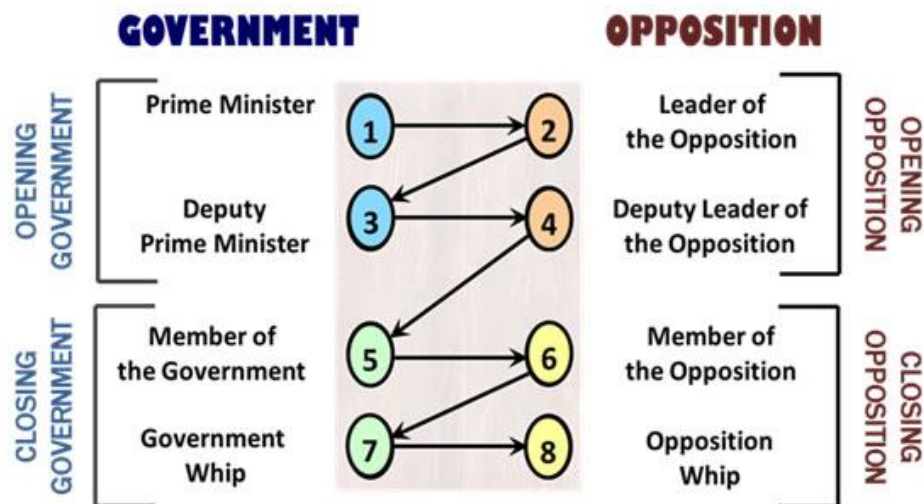 GOVERNMENT
OPPOSITION
OPENING
GOVERNMENT
Prime Minister
1
2
Leader of
the Opposition
Deputy
Prime Minister
3
4
Deputy Leader of
the Opposition
OPENING
OPPOSITION
CLOSING
GOVERNMENT
Member of
the Government
5
6
Member of
the Opposition
Government
Whip
7
8
Opposition
Whip
CLOSING
OPPOSITION